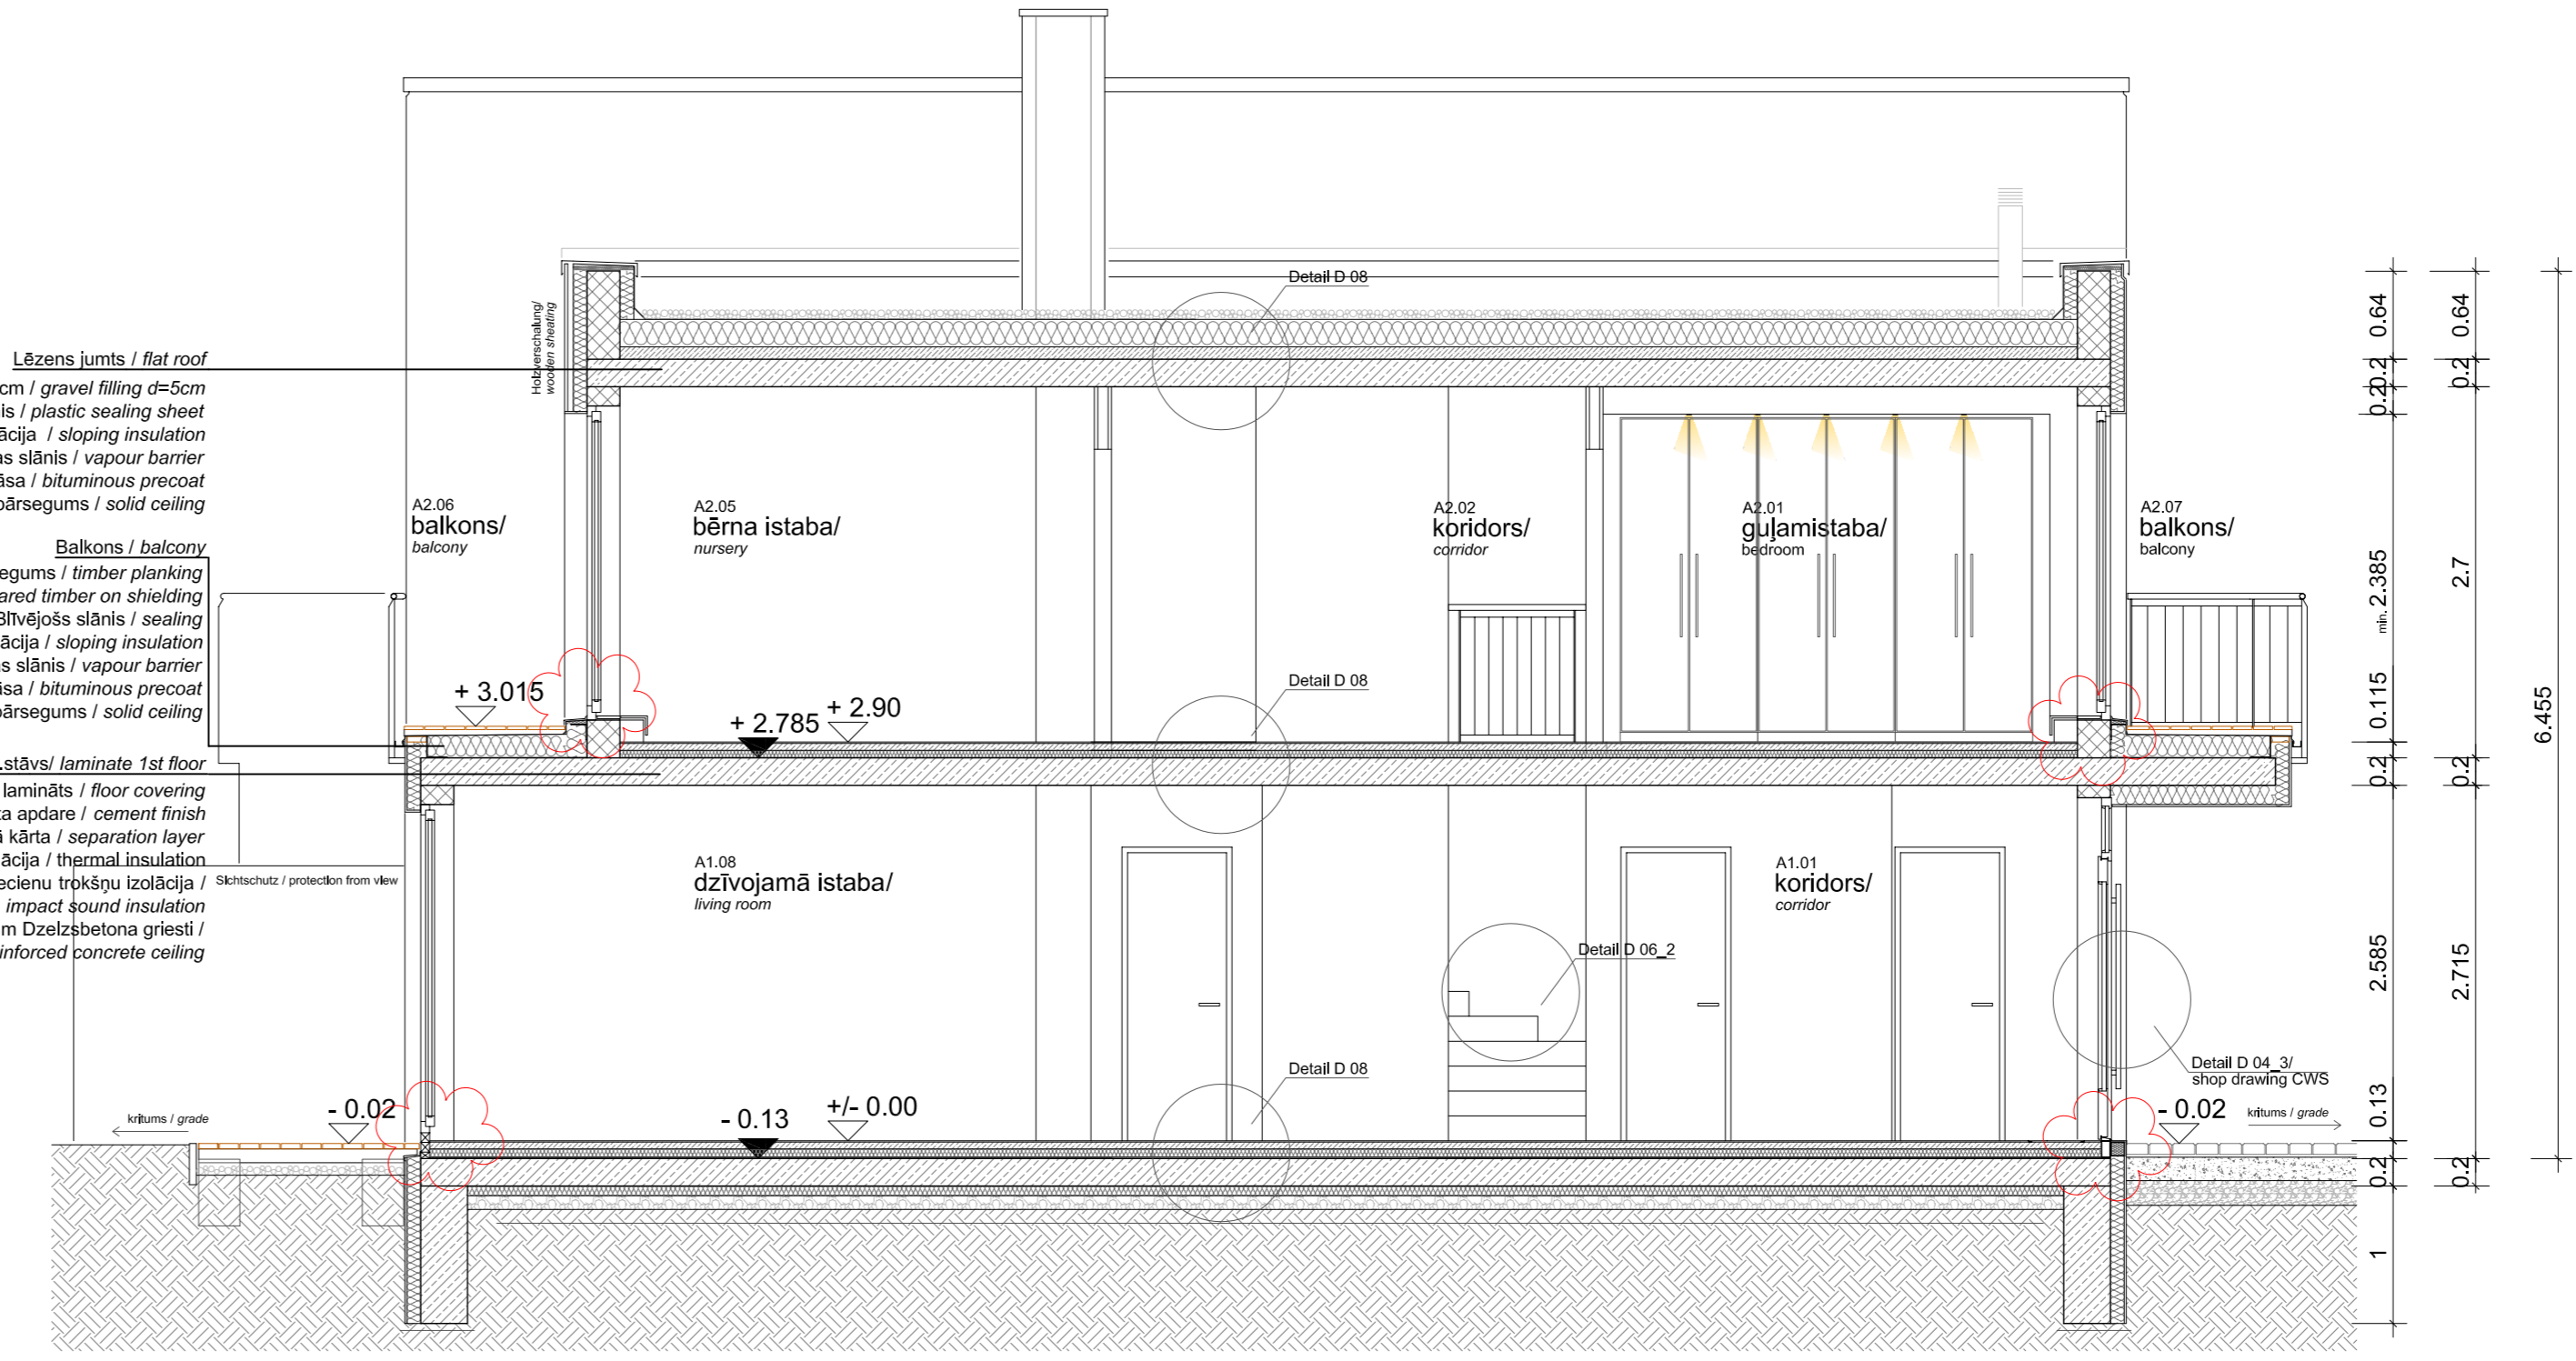 Lēzens jumts / flat roof
cm / gravel filling d=5cm
is / plastic sealing sheet
ācija / sloping insulation
as slānis / vapour barrier
āsa / bituminous precoat
pārsegums / solid ceiling
Balkons / balcony
segums / timber planking
ared timber on shielding
Blīvējošs slānis / sealing
ācija / sloping insulation
as slānis / vapour barrier
āsa / bituminous precoat
pārsegums / solid ceiling
.stāvs/ laminate 1st floor
lamināts / floor covering
ta apdare / cement finish
ā kārta / separation layer
ācija / thermal insulation
ecienu trokšņu izolācija /
impact sound insulation
m Dzelzsbetona griesti /
inforced concrete ceiling
Holzverschalung/
wooden sheating
Sichtschutz / protection from view
Detail D 08
A2.06
balkons/
balcony
A2.05
bērna istaba/
nursery
A2.02
koridors/
corridor
A2.01
guļamistaba/
bedroom
A2.07
balkons/
balcony
+ 3.015
+ 2.785
+ 2.90
Detail D 08
A1.08
dzīvojamā istaba/
living room
A1.01
koridors/
corridor
Detail D 06_2
Detail D 08
Detail D 04_3/
shop drawing CWS
kritums / grade
- 0.02
- 0.13
+/- 0.00
- 0.02
kritums / grade
0.64
0.2
0.2
min. 2.385
0.115
0.2
2.585
0.13
0.2
1
0.64
0.2
2.7
0.2
2.715
0.2
6.455